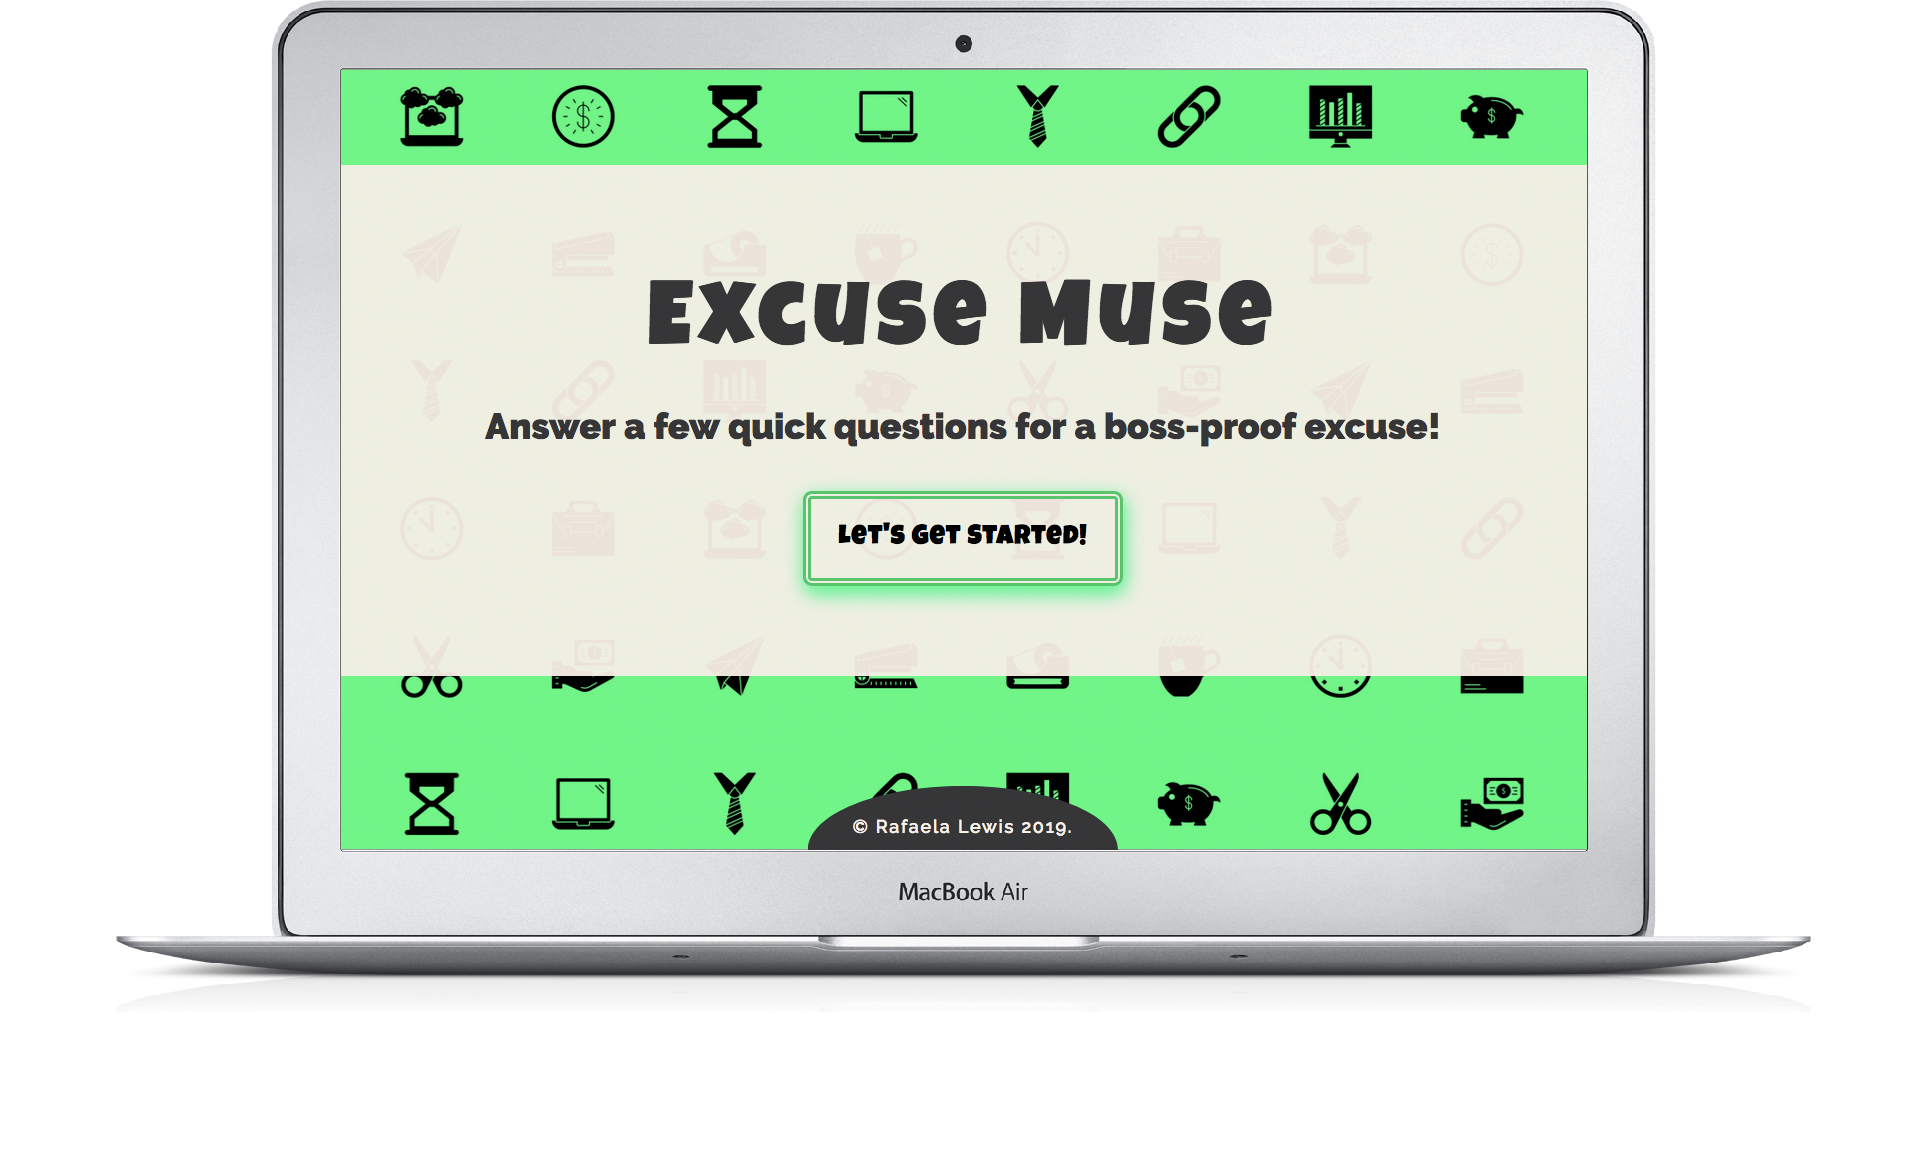 Excuse Muse
Answer a few quick questions for a boss-proof excuse!
Let's get started!
© Rafaela Lewis 2019.
MacBook Air